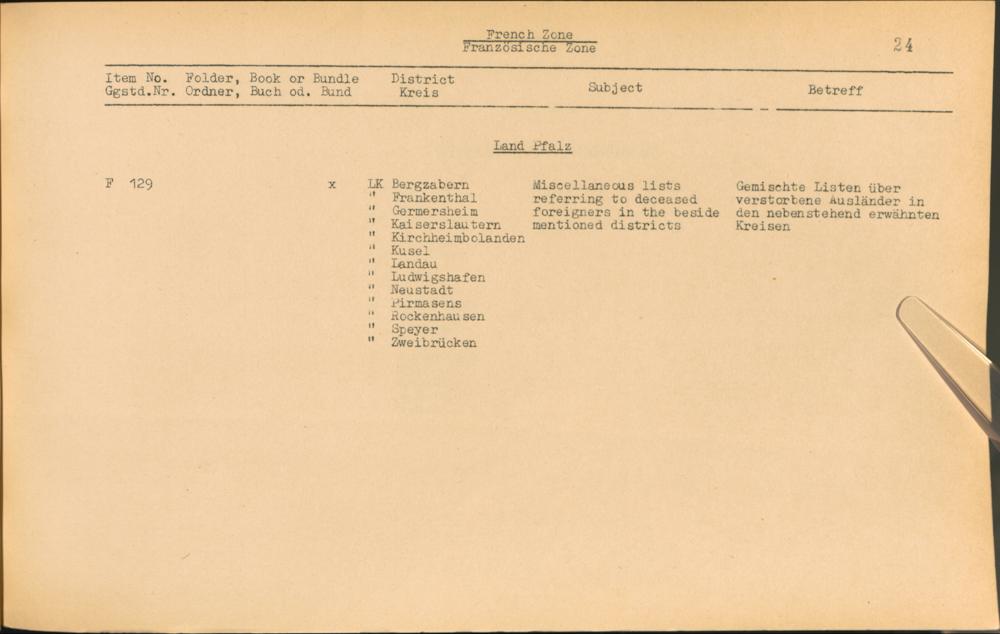 French Zone
Französische Zone
24
Item No. Folder, Book or Bundle District Subject Betreff
Ggstd.Nr. Ordner, Buch od. Bund Kreis
Land Pfalz
F 129 x LK Bergzabern Miscellaneous lists Gemischte Listen über
" Frankenthal referring to deceased verstorbene Ausländer in
" Germersheim foreigners in the beside den nebenstehend erwähnten
" Kaiserslautern mentioned districts Kreisen
" Kirchheimbolanden
" Kusel
" Landau
" Ludwigshafen
" Neustadt
" Pirmasens
" Rockenhausen
" Speyer
" Zweibrücken